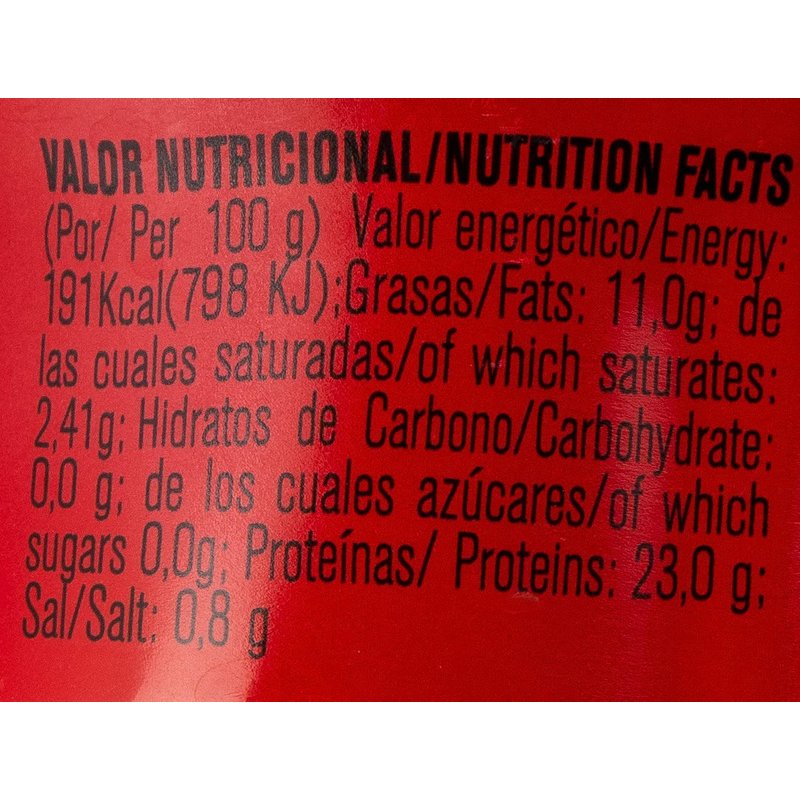 VALOR NUTRICIONAL/NUTRITION FACTS
(Por/ Per 100 g) Valor energético/Energy:
191Kcal(798 KJ);Grasas/Fats: 11,0g; de
las cuales saturadas/of which saturates:
2,41g; Hidratos de Carbono/Carbohydrate:
0,0 g; de los cuales azúcares/of which
sugars 0,0g; Proteínas/ Proteins: 23,0 g;
Sal/Salt: 0,8 g